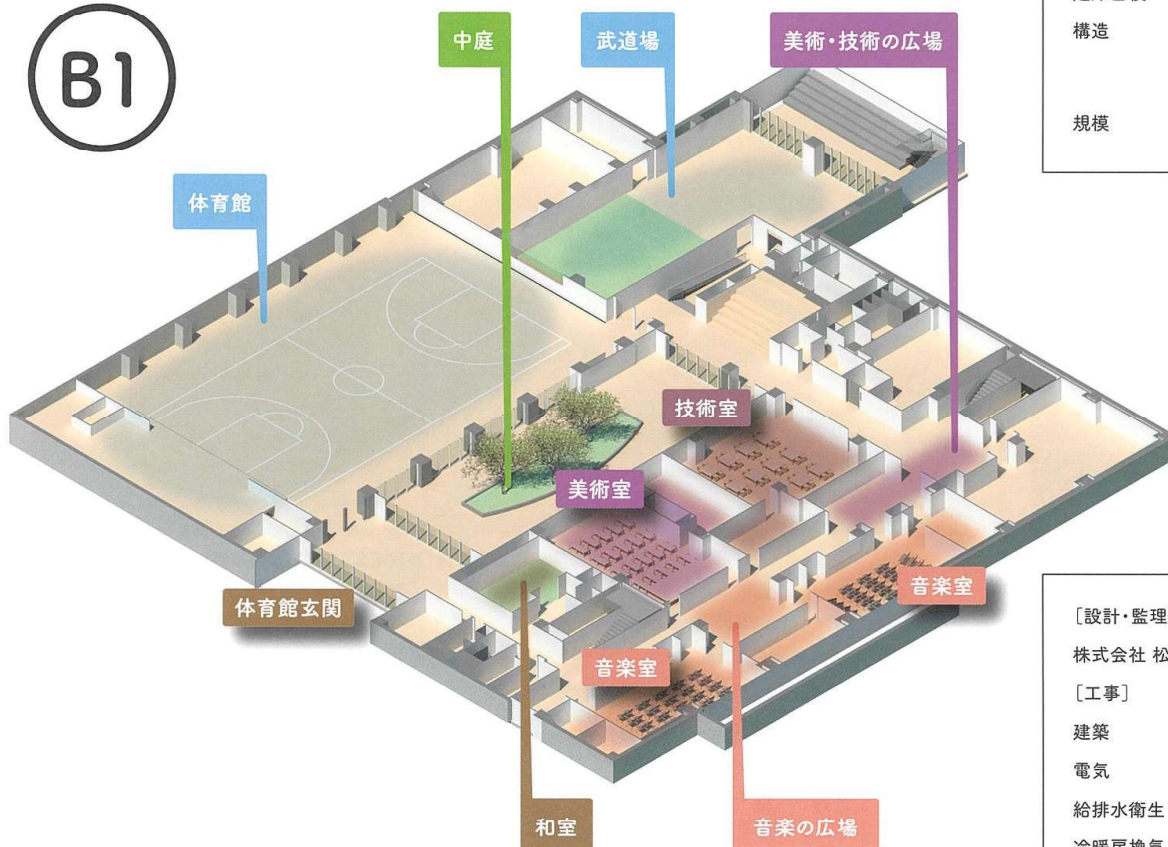 B1
中庭
武道場
美術・技術の広場
体育館
技術室
美術室
体育館玄関
音楽室
音楽室
和室
音楽の広場
構造
規模
［設計・監理
株式会社 松
［工事］
建築
電気
給排水衛生